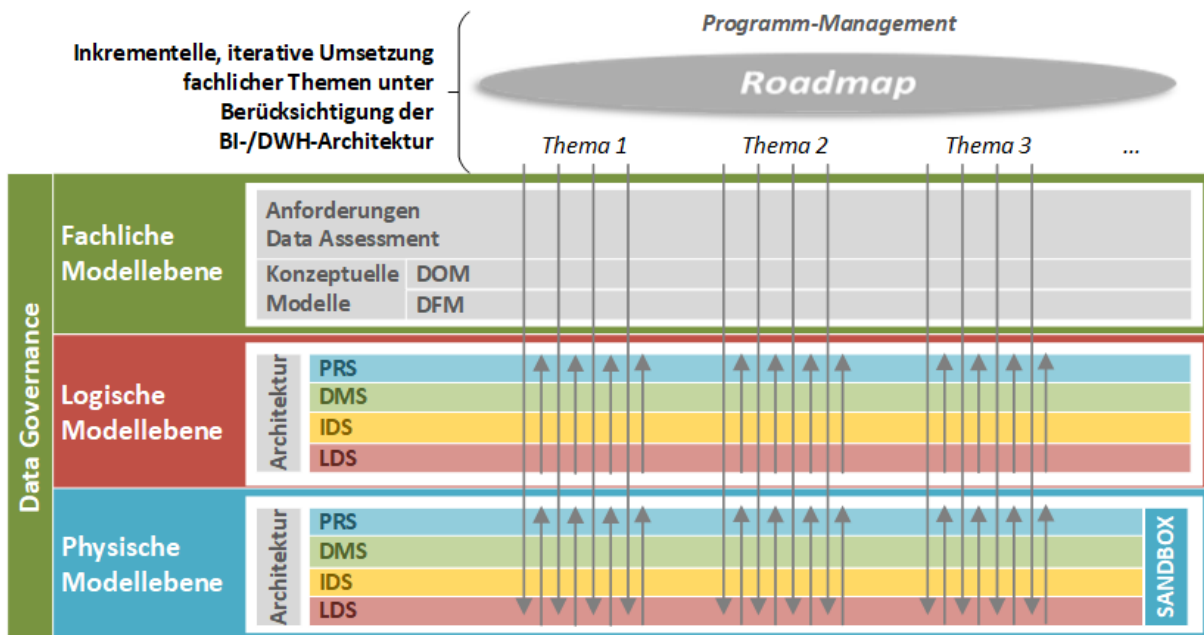 Programm-Management
Inkrementelle, iterative Umsetzung
fachlicher Themen unter
Berücksichtigung der
BI-/DWH-Architektur
Roadmap
Thema 1
Thema 2
Thema 3
...
Data Governance
Fachliche
Modellebene
Anforderungen
Data Assessment
Konzeptuelle
Modelle
DOM
DFM
Logische
Modellebene
Architektur
PRS
DMS
IDS
LDS
Physische
Modellebene
Architektur
PRS
DMS
IDS
LDS
SANDBOX